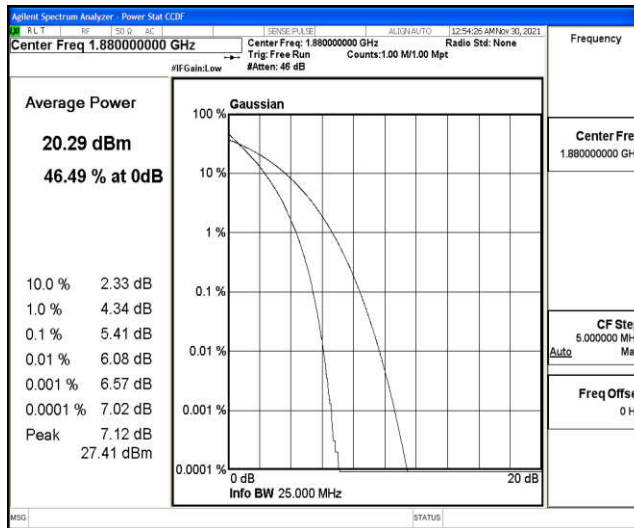 Agilent Spectrum Analyzer - Power Stat CCDF
RLT RF 50 Ω AC SENSE:PULSE ALIGN AUTO 12:54:26 AM Nov 30, 2021
Center Freq 1.880000000 GHz
Center Freq: 1.880000000 GHz Radio Std: None
Trig: Free Run Counts:1.00 M/1.00 Mpt
#IFGain:Low #Atten: 46 dB
Frequency
Average Power
20.29 dBm
46.49 % at 0dB
10.0 % 2.33 dB
1.0 % 4.34 dB
0.1 % 5.41 dB
0.01 % 6.08 dB
0.001 % 6.57 dB
0.0001 % 7.02 dB
Peak 7.12 dB
27.41 dBm
Gaussian
100 %
10 %
1 %
0.1 %
0.01 %
0.001 %
0.0001 %
0 dB 20 dB
Info BW 25.000 MHz
Center Fre
1.880000000 GH
CF Ste
5.000000 MH
Auto Ma
Freq Offse
0 H
MSG STATUS